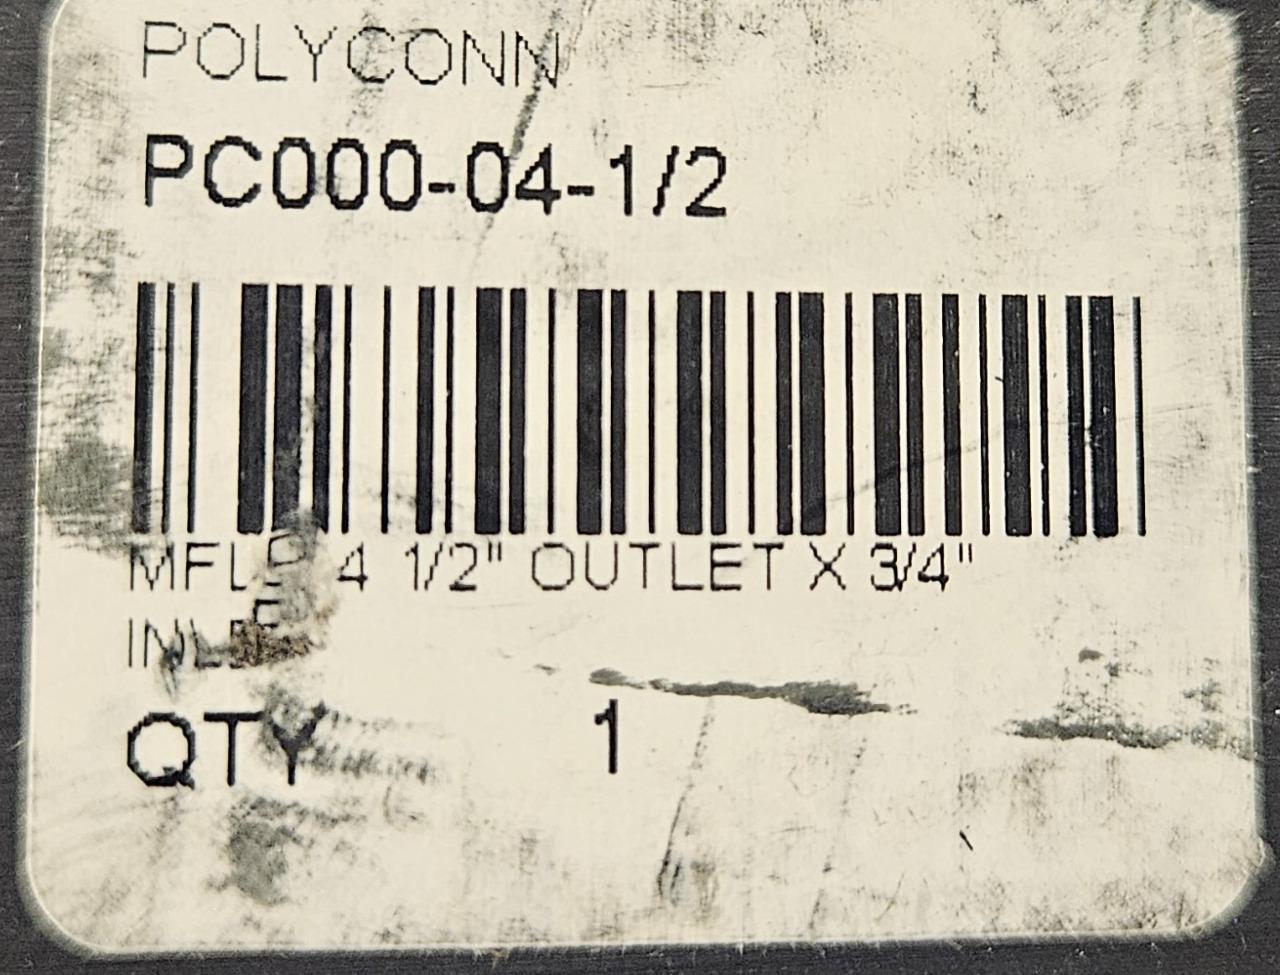 POLYCONN
PC000-04-1/2
4 1/2" OUTLET X 3/4"
QTY 1